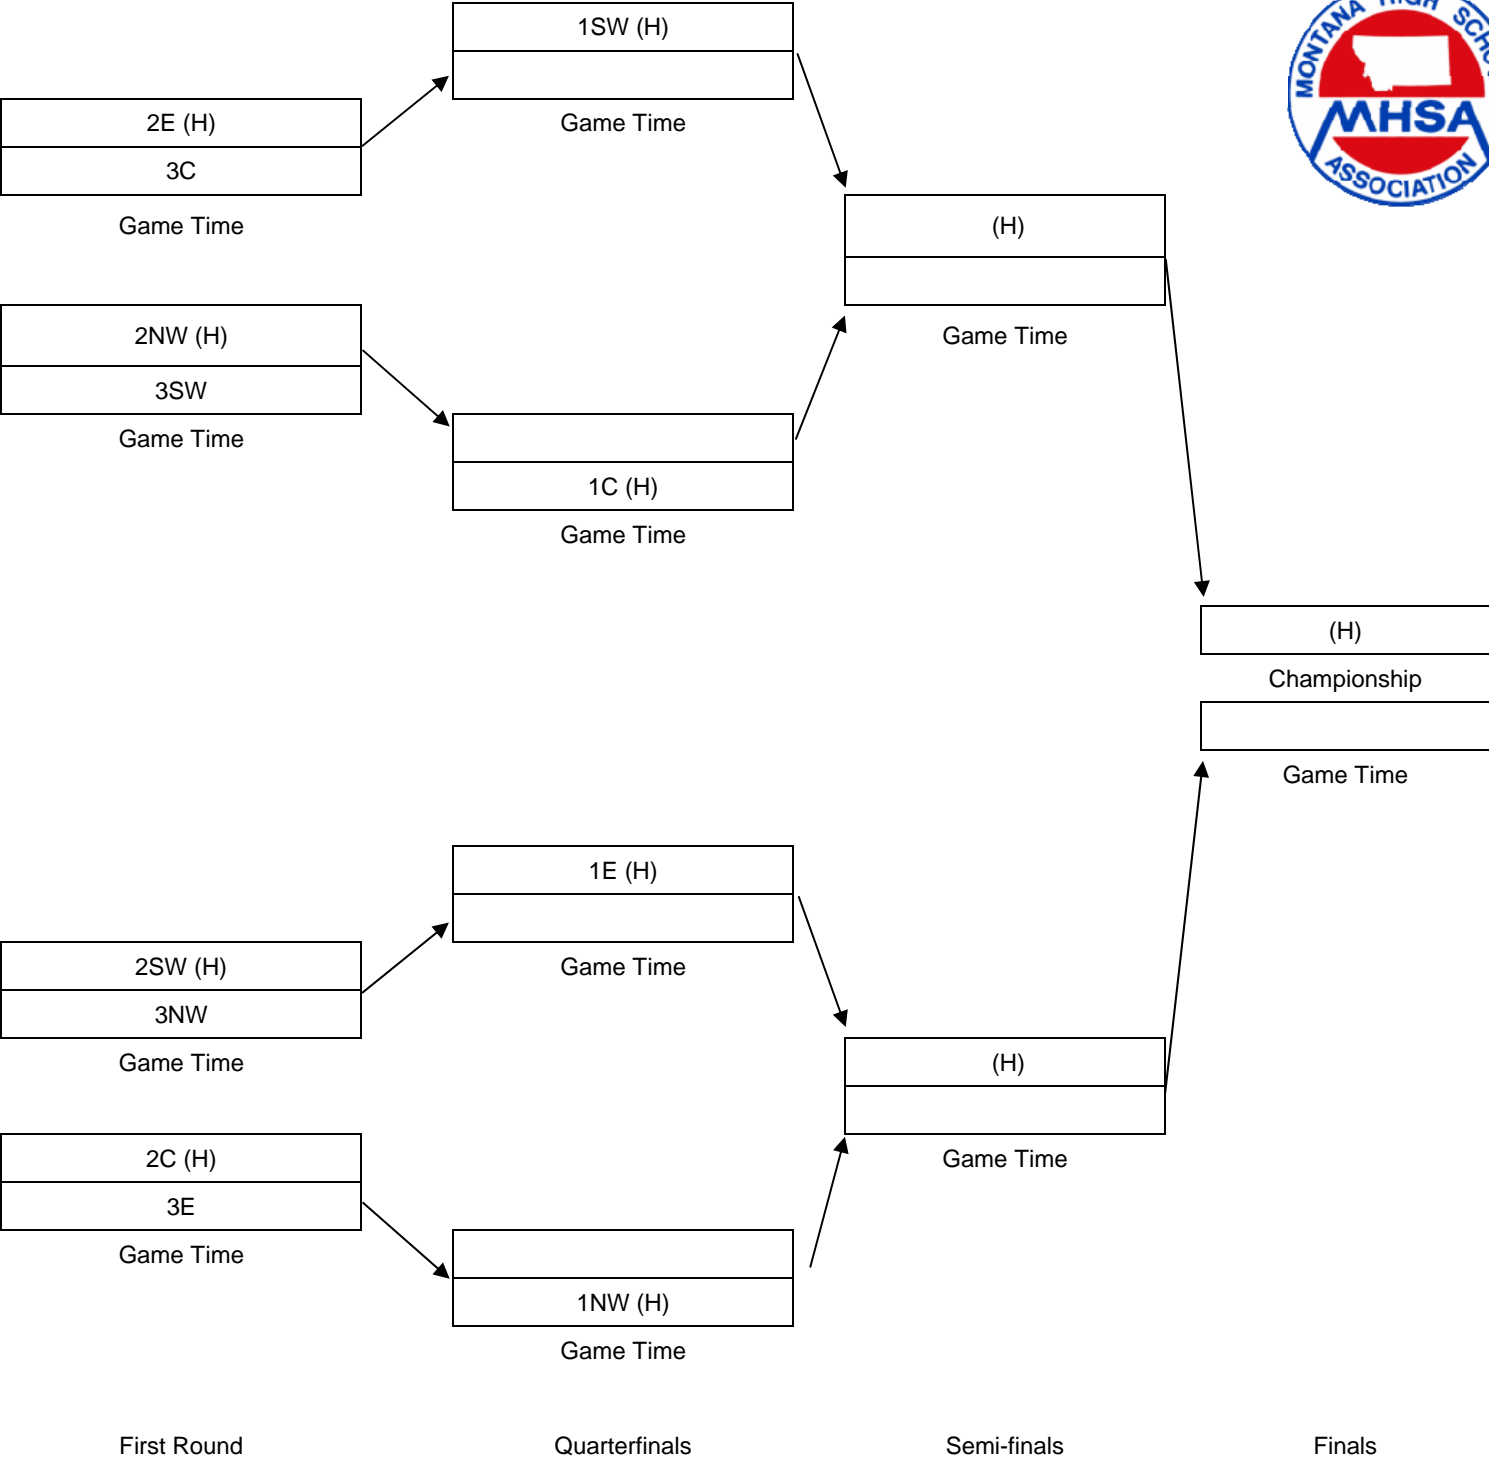 1SW (H)
Game Time
2E (H)
3C
Game Time
2NW (H)
3SW
Game Time
1C (H)
Game Time
(H)
Game Time
(H)
Championship
Game Time
1E (H)
Game Time
2SW (H)
3NW
Game Time
2C (H)
3E
Game Time
1NW (H)
Game Time
(H)
Game Time
First Round
Quarterfinals
Semi-finals
Finals
MONTANA HIGH
MHSA
ASSOCIATION